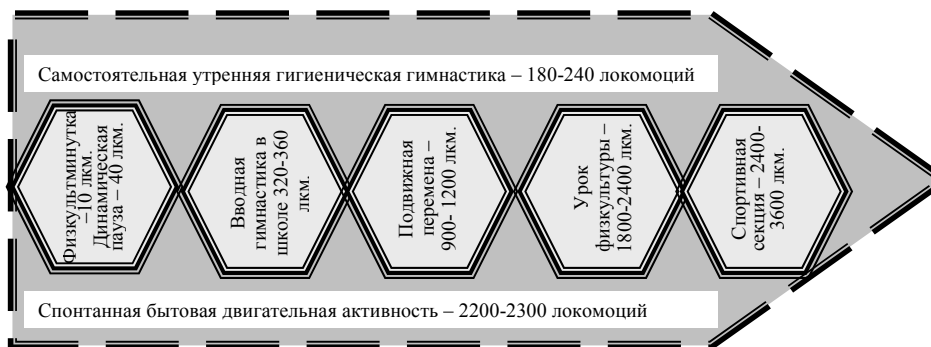 Самостоятельная утренняя гигиеническая гимнастика – 180-240 локомоций
Физкультминутка
–10 лкм.
Динамическая
пауза – 40 лкм.
Вводная
гимнастика в
школе 320-360
лкм.
Подвижная
перемена –
900- 1200 лкм.
Урок
физкультуры –
1800-2400 лкм.
Спортивная
секция – 2400-
3600 лкм.
Спонтанная бытовая двигательная активность – 2200-2300 локомоций